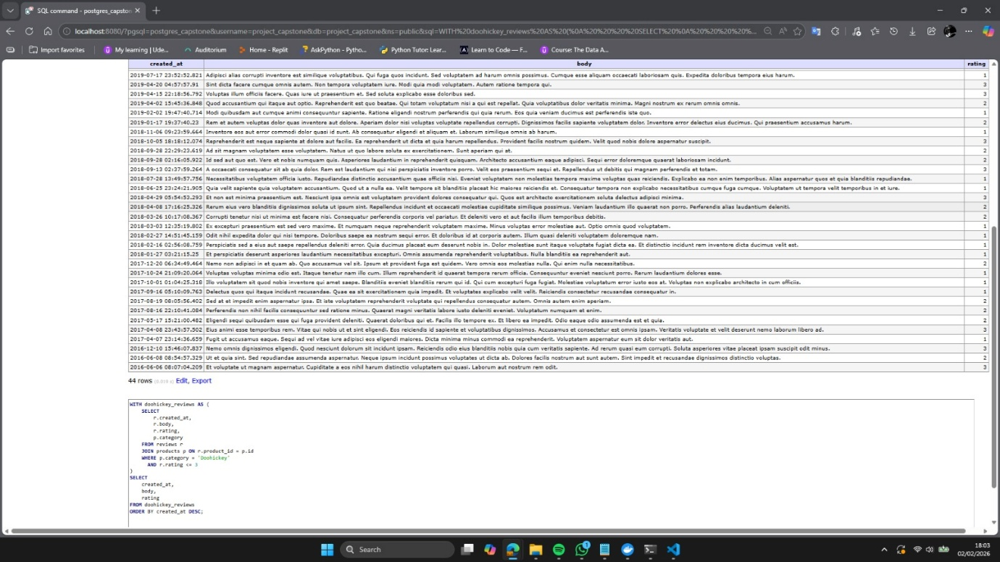 SQL command - postgres_capston
localhost:8080/?pgsql=postgres_capstone&username=project_capstone&db=project_capstone&ns=public&sql=WITH%20doohickey_reviews%20AS%20(%0A%20%20%20%20SELECT%20%0A%20%20%20%20%20%...
Import favorites My learning | Ude... Auditorium Home - Replit AskPython - Pytho... Python Tutor: Lear... Learn to Code — F... Course: The Data A...
created_at body rating
2019-07-17 23:52:52.821 Adipisci alias corrupti inventore est similique voluptatibus. Qui fuga quos incidunt. Sed voluptatem ad harum omnis possimus. Cumque esse aliquam occaecati laboriosam quis. Expedita doloribus tempora eius harum. 1
2019-04-20 04:57:57.91 Sint dicta facere cumque omnis autem. Non tempora voluptatem iure. Modi quia modi voluptatem. Autem ratione tempora qui. 3
2019-04-15 22:18:56.792 Voluptas illum officiis facere. Quas iure ut praesentium et. Sed soluta explicabo esse doloribus sed. 3
2019-04-02 15:45:36.848 Quod accusantium qui itaque aut optio. Reprehenderit est quo beatae. Qui totam voluptatum nisi a qui est repellat. Quia voluptatibus dolor veritatis minima. Magni nostrum ex rerum omnis omnis. 2
2019-02-02 19:47:40.714 Modi quibusdam aut cumque animi consequuntur sapiente. Ratione eligendi nostrum perferendis qui quia rerum. Eos quia veniam ducimus est perferendis iste quo. 1
2019-01-17 19:37:40.23 Rem et autem voluptas dolor quas inventore aut dolore. Aperiam dolor nisi voluptas voluptate repellendus corrupti. Dignissimos facilis sapiente voluptatem dolor. Inventore error delectus eius ducimus. Qui praesentium accusamus harum. 2
2018-11-06 09:23:59.664 Inventore eos aut error commodi dolor quasi id sunt. Ab consequatur eligendi et aliquam et. Laborum similique omnis ab harum. 1
2018-10-05 18:18:12.074 Reprehenderit est neque sapiente at dolore aut facilis. Ea reprehenderit ut dicta et quia harum repellendus. Provident facilis nostrum quidem. Velit quod nobis dolore aspernatur suscipit. 3
2018-09-28 22:29:23.619 Ad sit magnam voluptatem esse voluptatem. Natus ut quo labore soluta ex exercitationem. Sunt aperiam qui at. 2
2018-09-28 02:16:05.922 Id sed aut quo est. Vero et nobis numquam quis. Asperiores laudantium in reprehenderit quisquam. Architecto accusantium eaque adipisci. Sequi error doloremque quaerat laboriosam incidunt. 2
2018-09-13 02:37:59.264 A occaecati consequatur sit ab quia dolor. Rem est laudantium qui nisi perspiciatis inventore porro. Velit eos praesentium sequi et. Repellendus ut debitis qui magnam perferendis et totam. 3
2018-07-28 13:49:57.756 Necessitatibus voluptatem officia iusto. Repudiandae distinctio accusantium quae officiis nisi. Eveniet voluptatem non molestias tempora maxime voluptas quas reiciendis. Explicabo ea non enim temporibus. Alias aspernatur quos et quia blanditiis repudiandae. 1
2018-06-25 23:24:21.905 Quia velit sapiente quia voluptatem accusantium. Quod ut a nulla ea. Velit tempore sit blanditiis placeat hic maiores reiciendis et. Consequatur tempora non explicabo necessitatibus cumque fuga cumque. Voluptatem ut tempora velit temporibus in et iure. 1
2018-04-29 05:54:53.293 Et non est minima praesentium est. Nesciunt ipsa omnis est voluptatem provident dolores consequatur qui. Quos est architecto exercitationem soluta delectus adipisci minima. 3
2018-04-08 17:16:25.326 Rerum eius vero blanditiis dignissimos soluta ut ipsum sint. Repellendus incidunt et occaecati molestiae cupiditate similique possimus. Veniam laudantium illo quaerat non porro. Perferendis alias laudantium deleniti. 2
2018-03-26 10:17:08.367 Corrupti tenetur nisi ut minima est facere nisi. Consequatur perferendis corporis vel pariatur. Et deleniti vero et aut facilis illum temporibus debitis. 2
2018-03-03 12:35:19.802 Ex excepturi praesentium est sed vero maxime. Et numquam neque reprehenderit voluptatem maxime. Minus voluptas error molestiae aut. Optio omnis quod voluptatem. 1
2018-02-27 14:51:45.159 Odit nihil expedita dolor qui nisi tempore. Doloribus saepe ea nostrum sequi error. Et doloribus id at corporis autem. Illum quasi deleniti voluptatem doloremque nam. 1
2018-02-16 02:56:08.759 Perspiciatis sed a eius aut saepe repellendus deleniti error. Quia ducimus placeat eum deserunt nobis in. Dolor molestiae sunt itaque voluptate fugiat dicta ea. Et distinctio incidunt rem inventore dicta ducimus velit est. 1
2018-01-27 03:21:15.25 Et perspiciatis deserunt asperiores laudantium necessitatibus excepturi. Omnis assumenda reprehenderit voluptatibus. Nulla blanditiis ea reprehenderit aut. 1
2017-12-20 06:34:49.464 Nemo non adipisci in et quam ab. Quo accusamus vel sit. Ipsum et provident fuga est quidem. Vero omnis eos molestias nulla. Qui enim nulla necessitatibus. 2
2017-10-24 21:09:20.064 Voluptas voluptas minima odio est. Itaque tenetur nam illo cum. Illum reprehenderit id quaerat tempora rerum officia. Consequuntur eveniet nesciunt porro. Rerum laudantium dolores esse. 1
2017-10-01 01:04:25.318 Illo voluptatem sit quod nobis inventore qui amet saepe. Blanditiis eveniet blanditiis rerum qui id. Qui cum excepturi fuga fugiat. Molestiae voluptatum error iusto eos at. Voluptas non explicabo architecto in cum officiis. 1
2017-09-16 05:10:09.763 Delectus quos qui itaque incidunt recusandae. Quae ea sit exercitationem quia impedit. Et voluptates explicabo velit velit. Reiciendis consectetur recusandae consequatur in. 1
2017-08-19 08:05:56.402 Sed at et impedit enim aspernatur ipsa. Et iste voluptatem reprehenderit voluptate qui repellendus consequatur autem. Omnis autem enim aperiam. 2
2017-08-16 22:10:41.084 Perferendis non nihil facilis consequuntur sed ratione minus. Quaerat magni veritatis labore iusto deleniti eveniet. Voluptatum numquam et enim. 2
2017-05-17 15:21:00.482 Eligendi sequi quibusdam esse qui fuga provident deleniti. Quaerat doloribus qui et. Facilis illo tempore ex. Et libero ea impedit. Odio eaque odio assumenda est et quia. 2
2017-04-08 23:43:57.502 Eius animi esse temporibus rem. Vitae qui nobis ut et sint eligendi. Eos reiciendis id sapiente et voluptatibus dignissimos. Accusamus et consectetur est omnis ipsam. Veritatis voluptate et velit deserunt nemo laborum libero ad. 3
2017-04-07 23:14:36.659 Fugit ut accusamus eaque. Sequi ad vel vitae iure adipisci eos eligendi maiores. Dicta minima minus commodi ea reprehenderit. Voluptatem aspernatur eum sit dolor veritatis aut. 1
2016-12-10 15:46:07.837 Nemo omnis dignissimos eligendi. Quod nesciunt dolorum sit incidunt ipsam. Reiciendis odio eius blanditiis nobis quia cum veritatis sapiente. Ad rerum quasi eum corrupti. Soluta asperiores vitae placeat ipsam suscipit odit minus. 3
2016-06-08 08:54:57.329 Ut et quia sint. Sed repudiandae assumenda aspernatur. Neque ipsum incidunt possimus voluptates ut dicta ab. Dolores facilis nostrum aut sunt autem. Sint impedit et recusandae dignissimos distinctio voluptas. 2
2016-06-06 08:07:04.209 Et voluptate ut magnam aspernatur. Cupiditate a eos nihil harum distinctio voluptatem qui quasi. Laborum aut nostrum rem odit. 3
44 rows (0.019 s) Edit, Export
WITH doohickey_reviews AS (
SELECT
r.created_at,
r.body,
r.rating,
p.category
FROM reviews r
JOIN products p ON r.product_id = p.id
WHERE p.category = 'Doohickey'
AND r.rating <= 3
)
SELECT
created_at,
body,
rating
FROM doohickey_reviews
ORDER BY created_at DESC;
Search
1
18:03
02/02/2026